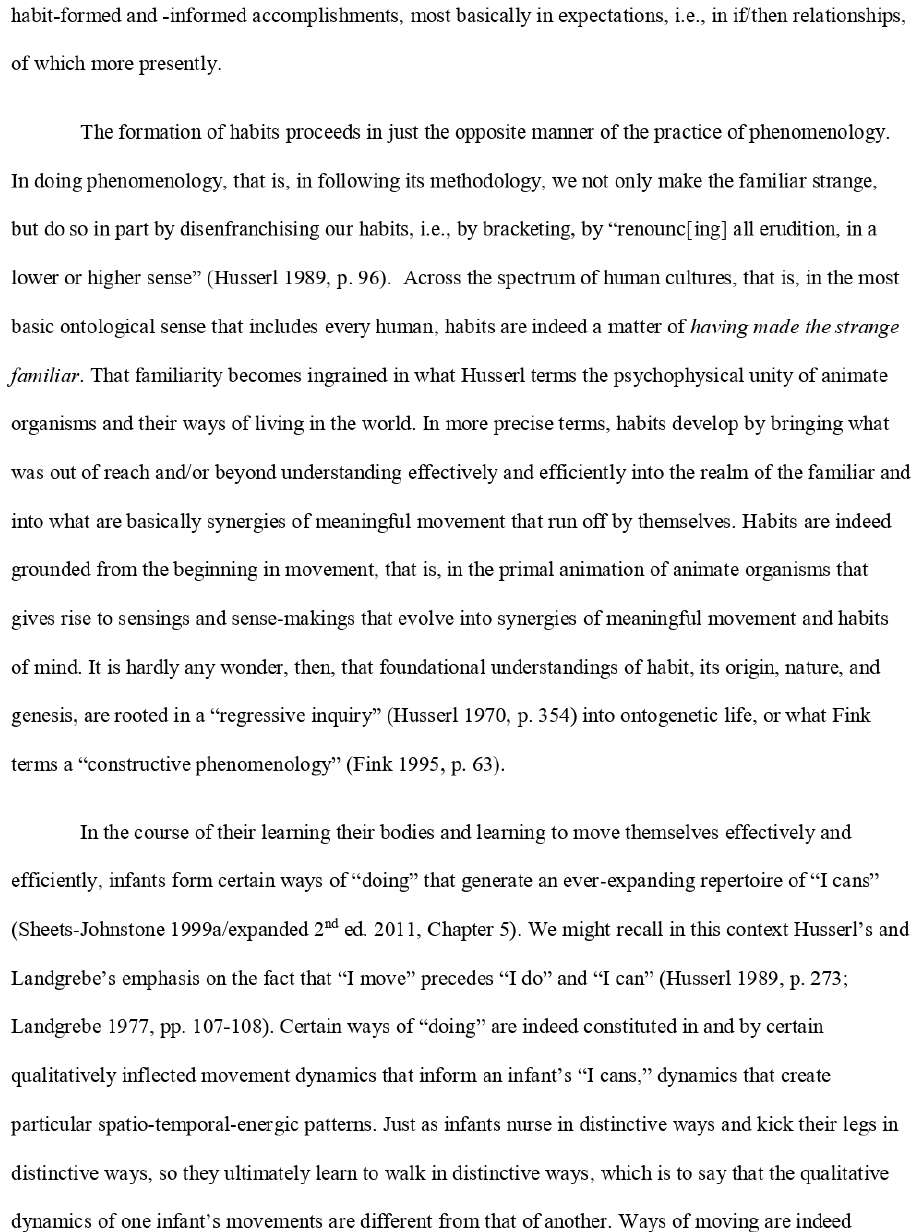 habit-formed and -informed accomplishments, most basically in expectations, i.e., in if/then relationships,
of which more presently.
The formation of habits proceeds in just the opposite manner of the practice of phenomenology.
In doing phenomenology, that is, in following its methodology, we not only make the familiar strange,
but do so in part by disenfranchising our habits, i.e., by bracketing, by “renounc[ing] all erudition, in a
lower or higher sense” (Husserl 1989, p. 96).  Across the spectrum of human cultures, that is, in the most
basic ontological sense that includes every human, habits are indeed a matter of having made the strange
familiar. That familiarity becomes ingrained in what Husserl terms the psychophysical unity of animate
organisms and their ways of living in the world. In more precise terms, habits develop by bringing what
was out of reach and/or beyond understanding effectively and efficiently into the realm of the familiar and
into what are basically synergies of meaningful movement that run off by themselves. Habits are indeed
grounded from the beginning in movement, that is, in the primal animation of animate organisms that
gives rise to sensings and sense-makings that evolve into synergies of meaningful movement and habits
of mind. It is hardly any wonder, then, that foundational understandings of habit, its origin, nature, and
genesis, are rooted in a “regressive inquiry” (Husserl 1970, p. 354) into ontogenetic life, or what Fink
terms a “constructive phenomenology” (Fink 1995, p. 63).
In the course of their learning their bodies and learning to move themselves effectively and
efficiently, infants form certain ways of “doing” that generate an ever-expanding repertoire of “I cans”
(Sheets-Johnstone 1999a/expanded 2nd ed. 2011, Chapter 5). We might recall in this context Husserl’s and
Landgrebe’s emphasis on the fact that “I move” precedes “I do” and “I can” (Husserl 1989, p. 273;
Landgrebe 1977, pp. 107-108). Certain ways of “doing” are indeed constituted in and by certain
qualitatively inflected movement dynamics that inform an infant’s “I cans,” dynamics that create
particular spatio-temporal-energic patterns. Just as infants nurse in distinctive ways and kick their legs in
distinctive ways, so they ultimately learn to walk in distinctive ways, which is to say that the qualitative
dynamics of one infant’s movements are different from that of another. Ways of moving are indeed